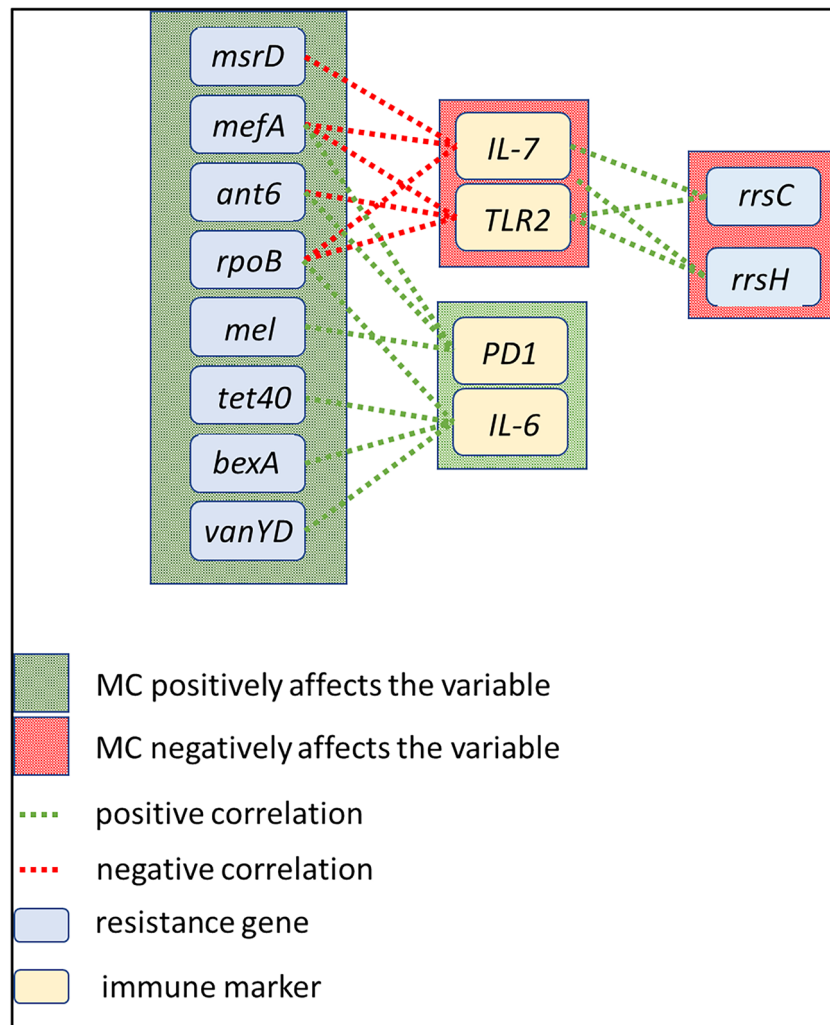 msrD
mefA
ant6
rpoB
mel
tet40
bexA
vanYD
IL-7
TLR2
PD1
IL-6
rrsC
rrsH
MC positively affects the variable
MC negatively affects the variable
positive correlation
negative correlation
resistance gene
immune marker